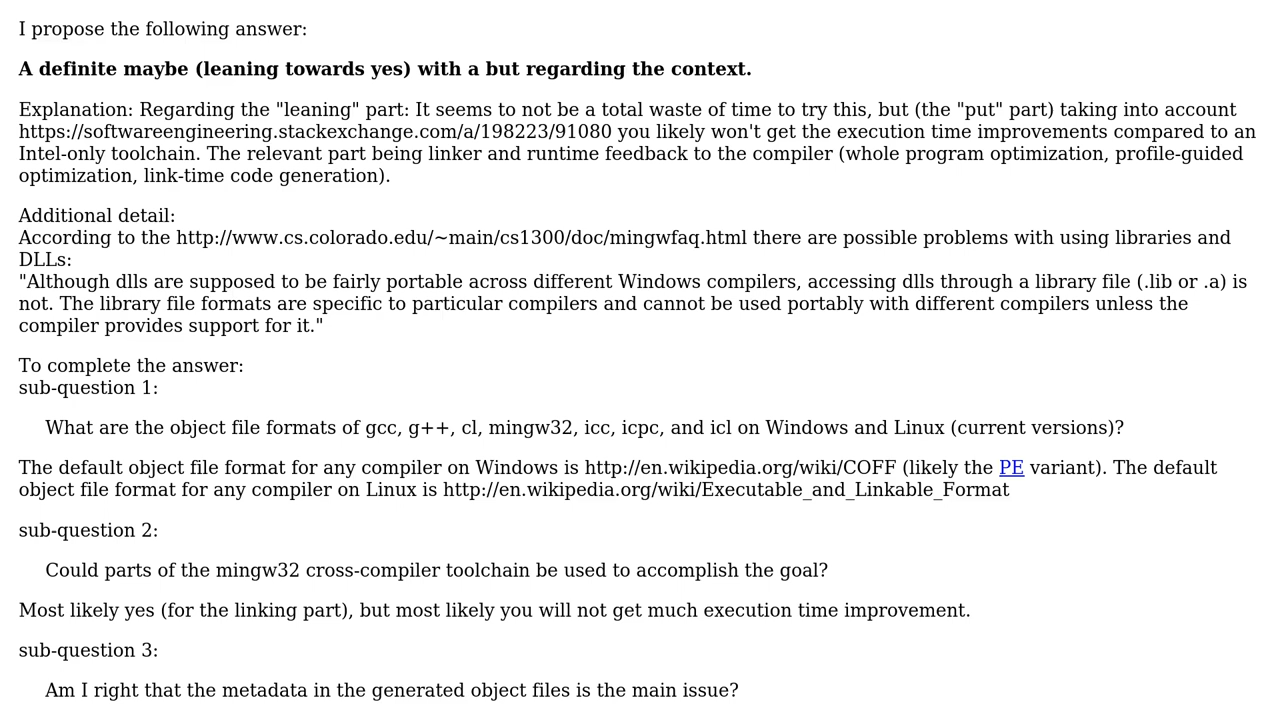 I propose the following answer:
A definite maybe (leaning towards yes) with a but regarding the context.
Explanation: Regarding the "leaning" part: It seems to not be a total waste of time to try this, but (the "put" part) taking into account
https://softwareengineering.stackexchange.com/a/198223/91080 you likely won't get the execution time improvements compared to an
Intel-only toolchain. The relevant part being linker and runtime feedback to the compiler (whole program optimization, profile-guided
optimization, link-time code generation).
Additional detail:
According to the http://www.cs.colorado.edu/~main/cs1300/doc/mingwfaq.html there are possible problems with using libraries and
DLLs:
"Although dlls are supposed to be fairly portable across different Windows compilers, accessing dlls through a library file (.lib or .a) is
not. The library file formats are specific to particular compilers and cannot be used portably with different compilers unless the
compiler provides support for it."
To complete the answer:
sub-question 1:
What are the object file formats of gcc, g++, cl, mingw32, icc, icpc, and icl on Windows and Linux (current versions)?
The default object file format for any compiler on Windows is http://en.wikipedia.org/wiki/COFF (likely the PE variant). The default
object file format for any compiler on Linux is http://en.wikipedia.org/wiki/Executable_and_Linkable_Format
sub-question 2:
Could parts of the mingw32 cross-compiler toolchain be used to accomplish the goal?
Most likely yes (for the linking part), but most likely you will not get much execution time improvement.
sub-question 3:
Am I right that the metadata in the generated object files is the main issue?